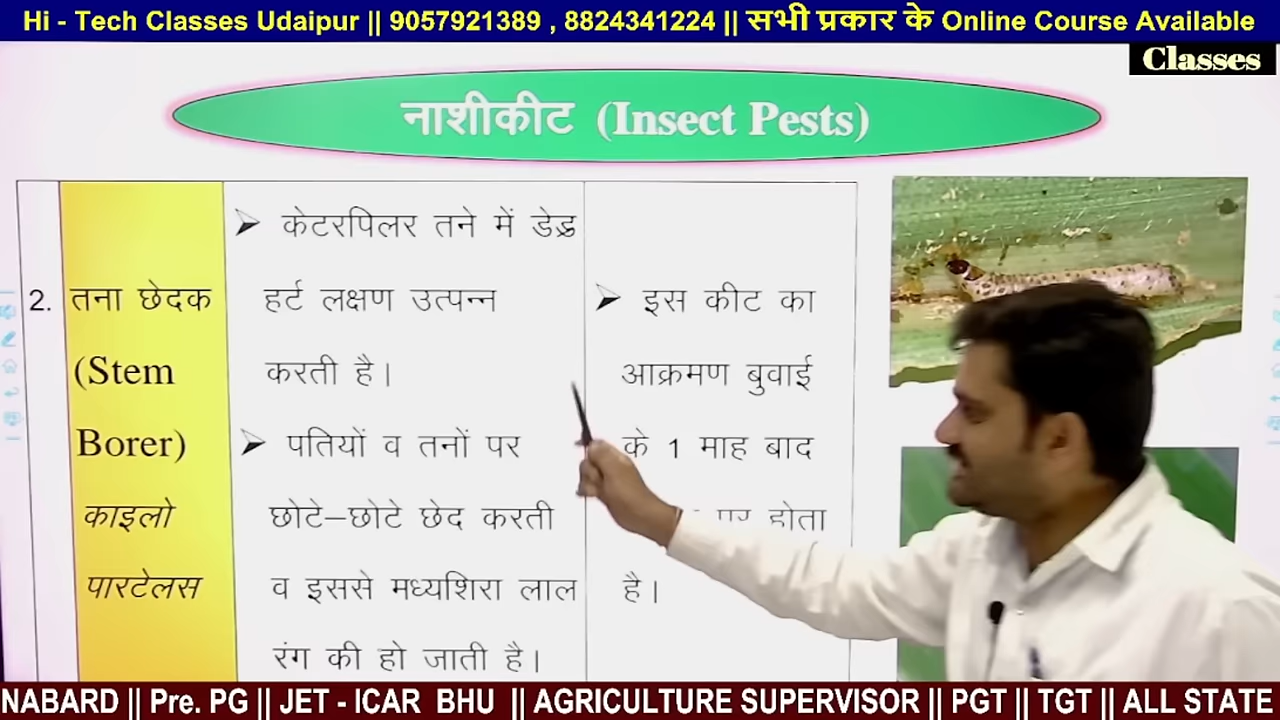 Hi - Tech Classes Udaipur || 9057921389 , 8824341224 || सभी प्रकार के Online Course Available
Classes
नाशीकीट (Insect Pests)
2.
तना छेदक
(Stem
Borer)
काइलो
पारटेलस
➢ केटरपिलर तने में डेड्र
हर्ट लक्षण उत्पन्न
करती है।
➢ पतियों व तनों पर
छोटे–छोटे छेद करती
व इससे मध्यशिरा लाल
रंग की हो जाती है।
➢ इस कीट का
आक्रमण बुवाई
के 1 माह बाद
पर होता
है।
NABARD || Pre. PG || JET - ICAR BHU || AGRICULTURE SUPERVISOR || PGT || TGT || ALL STATE